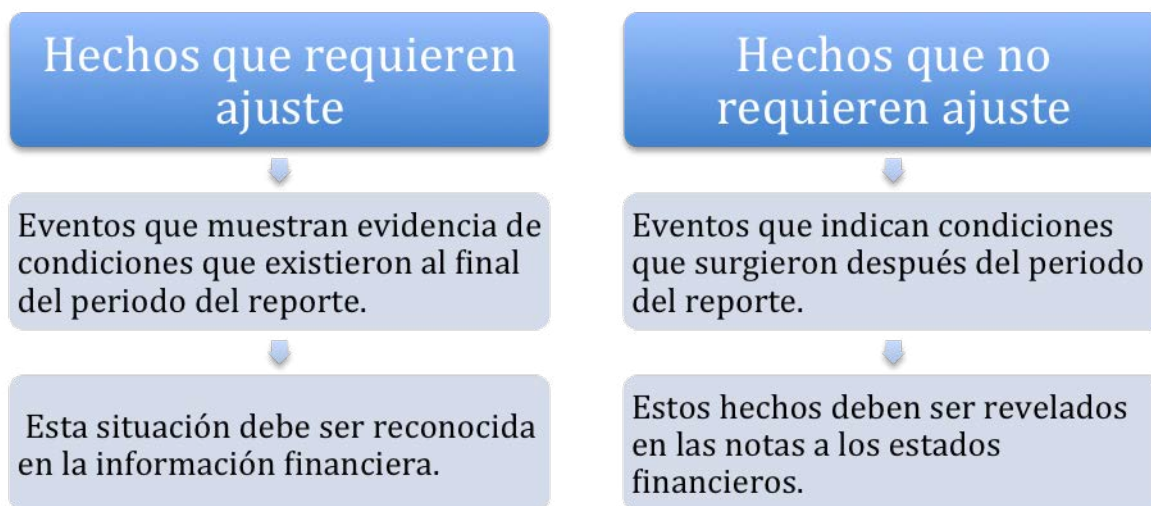 Hechos que requieren
ajuste
Eventos que muestran evidencia de
condiciones que existieron al final
del periodo del reporte.
Esta situación debe ser reconocida
en la información financiera.
Hechos que no
requieren ajuste
Eventos que indican condiciones
que surgieron después del periodo
del reporte.
Estos hechos deben ser revelados
en las notas a los estados
financieros.